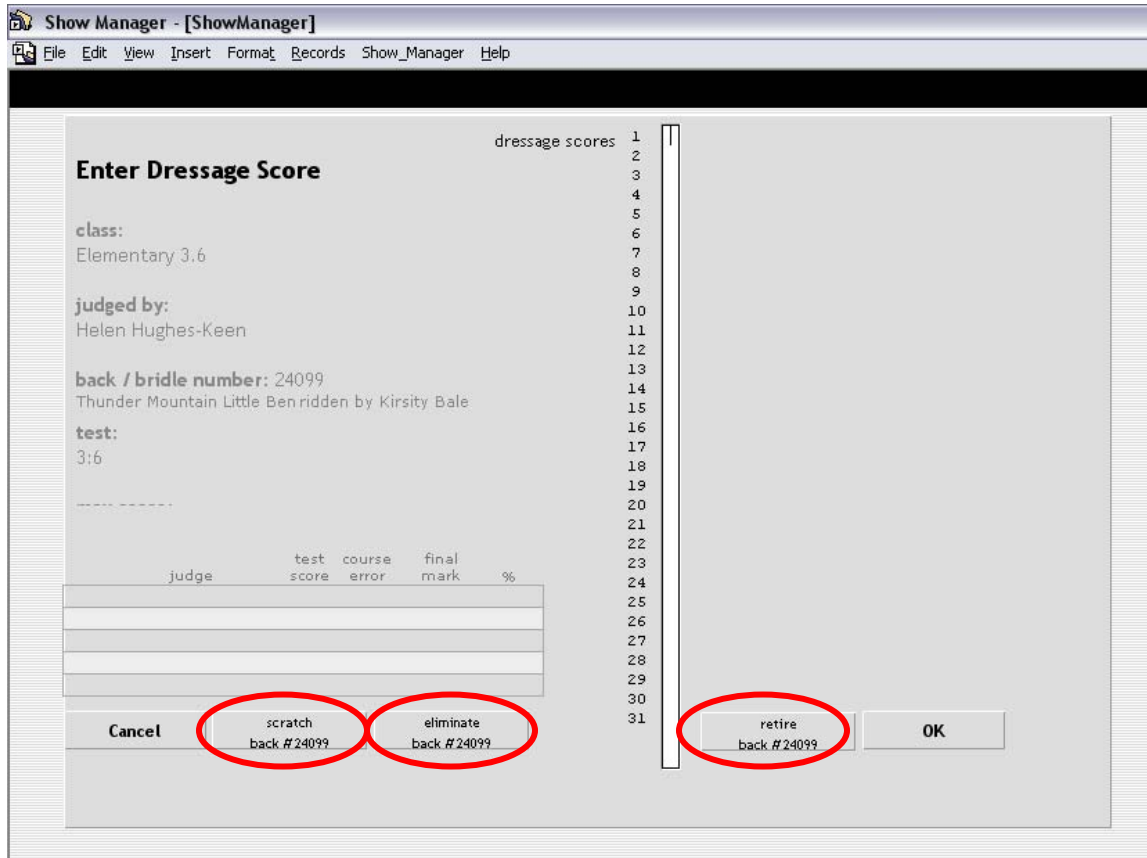 Show Manager - [ShowManager]
File Edit View Insert Format Records Show_Manager Help
dressage scores
Enter Dressage Score
class:
Elementary 3.6
judged by:
Helen Hughes-Keen
back / bridle number: 24099
Thunder Mountain Little Ben ridden by Kirsity Bale
test:
3:6
test course final
judge score error mark %
1
2
3
4
5
6
7
8
9
10
11
12
13
14
15
16
17
18
19
20
21
22
23
24
25
26
27
28
29
30
31
Cancel
scratch
back #24099
eliminate
back #24099
retire
back #24099
OK